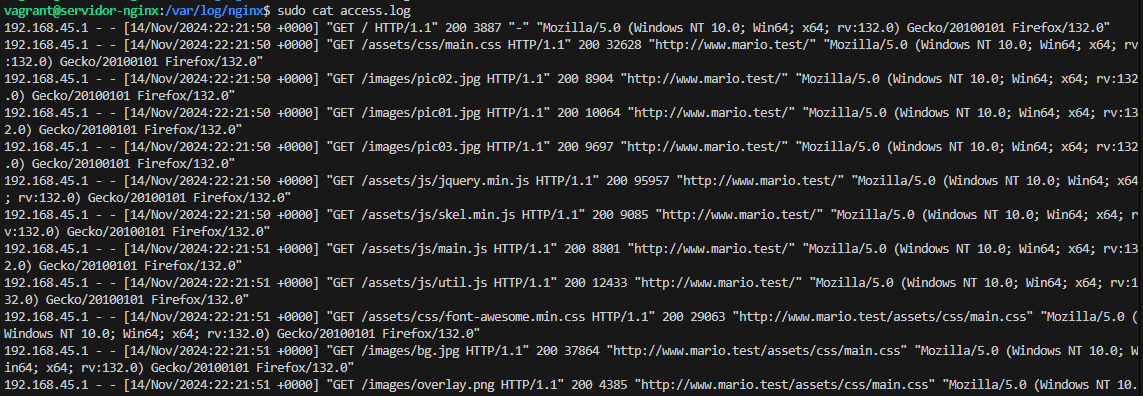 vagrant@servidor-nginx:/var/log/nginx$ sudo cat access.log
192.168.45.1 - - [14/Nov/2024:22:21:50 +0000] "GET / HTTP/1.1" 200 3887 "-" "Mozilla/5.0 (Windows NT 10.0; Win64; x64; rv:132.0) Gecko/20100101 Firefox/132.0"
192.168.45.1 - - [14/Nov/2024:22:21:50 +0000] "GET /assets/css/main.css HTTP/1.1" 200 32628 "http://www.mario.test/" "Mozilla/5.0 (Windows NT 10.0; Win64; x64; rv
:132.0) Gecko/20100101 Firefox/132.0"
192.168.45.1 - - [14/Nov/2024:22:21:50 +0000] "GET /images/pic02.jpg HTTP/1.1" 200 8904 "http://www.mario.test/" "Mozilla/5.0 (Windows NT 10.0; Win64; x64; rv:132
.0) Gecko/20100101 Firefox/132.0"
192.168.45.1 - - [14/Nov/2024:22:21:50 +0000] "GET /images/pic01.jpg HTTP/1.1" 200 10064 "http://www.mario.test/" "Mozilla/5.0 (Windows NT 10.0; Win64; x64; rv:13
2.0) Gecko/20100101 Firefox/132.0"
192.168.45.1 - - [14/Nov/2024:22:21:50 +0000] "GET /images/pic03.jpg HTTP/1.1" 200 9697 "http://www.mario.test/" "Mozilla/5.0 (Windows NT 10.0; Win64; x64; rv:132
.0) Gecko/20100101 Firefox/132.0"
192.168.45.1 - - [14/Nov/2024:22:21:50 +0000] "GET /assets/js/jquery.min.js HTTP/1.1" 200 95957 "http://www.mario.test/" "Mozilla/5.0 (Windows NT 10.0; Win64; x64
; rv:132.0) Gecko/20100101 Firefox/132.0"
192.168.45.1 - - [14/Nov/2024:22:21:50 +0000] "GET /assets/js/skel.min.js HTTP/1.1" 200 9085 "http://www.mario.test/" "Mozilla/5.0 (Windows NT 10.0; Win64; x64; r
v:132.0) Gecko/20100101 Firefox/132.0"
192.168.45.1 - - [14/Nov/2024:22:21:51 +0000] "GET /assets/js/main.js HTTP/1.1" 200 8801 "http://www.mario.test/" "Mozilla/5.0 (Windows NT 10.0; Win64; x64; rv:13
2.0) Gecko/20100101 Firefox/132.0"
192.168.45.1 - - [14/Nov/2024:22:21:51 +0000] "GET /assets/js/util.js HTTP/1.1" 200 12433 "http://www.mario.test/" "Mozilla/5.0 (Windows NT 10.0; Win64; x64; rv:1
32.0) Gecko/20100101 Firefox/132.0"
192.168.45.1 - - [14/Nov/2024:22:21:51 +0000] "GET /assets/css/font-awesome.min.css HTTP/1.1" 200 29063 "http://www.mario.test/assets/css/main.css" "Mozilla/5.0 (
Windows NT 10.0; Win64; x64; rv:132.0) Gecko/20100101 Firefox/132.0"
192.168.45.1 - - [14/Nov/2024:22:21:51 +0000] "GET /images/bg.jpg HTTP/1.1" 200 37864 "http://www.mario.test/assets/css/main.css" "Mozilla/5.0 (Windows NT 10.0; W
in64; x64; rv:132.0) Gecko/20100101 Firefox/132.0"
192.168.45.1 - - [14/Nov/2024:22:21:51 +0000] "GET /images/overlay.png HTTP/1.1" 200 4385 "http://www.mario.test/assets/css/main.css" "Mozilla/5.0 (Windows NT 10.